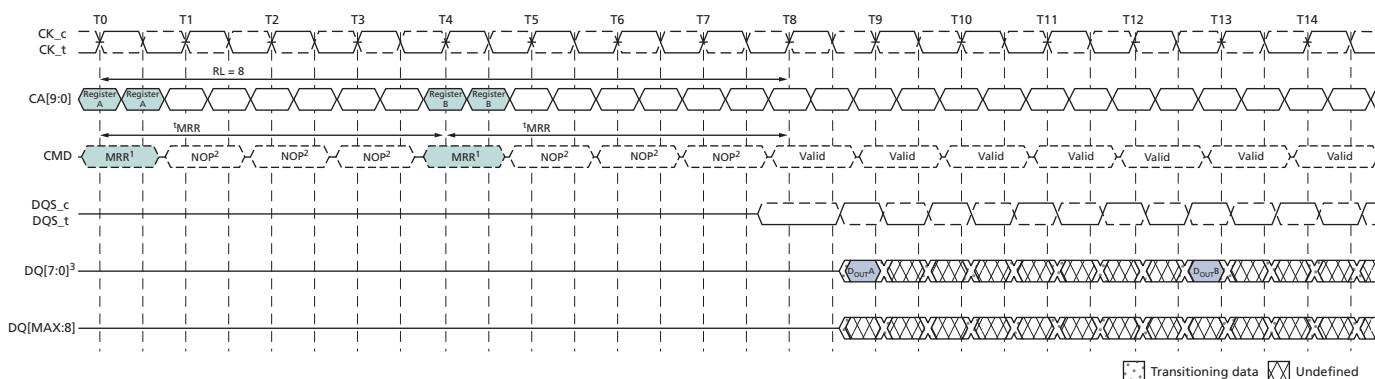 T0 T1 T2 T3 T4 T5 T6 T7 T8 T9 T10 T11 T12 T13 T14
CK_c
CK_t
RL = 8
CA[9:0] Register A Register A Register B Register B
tMRR tMRR
CMD MRR1 NOP2 NOP2 NOP2 MRR1 NOP2 NOP2 NOP2 Valid Valid Valid Valid Valid Valid Valid
DQS_c
DQS_t
DQ[7:0]3 DOUTA DOUTB
DQ[MAX:8]
Transitioning data Undefined